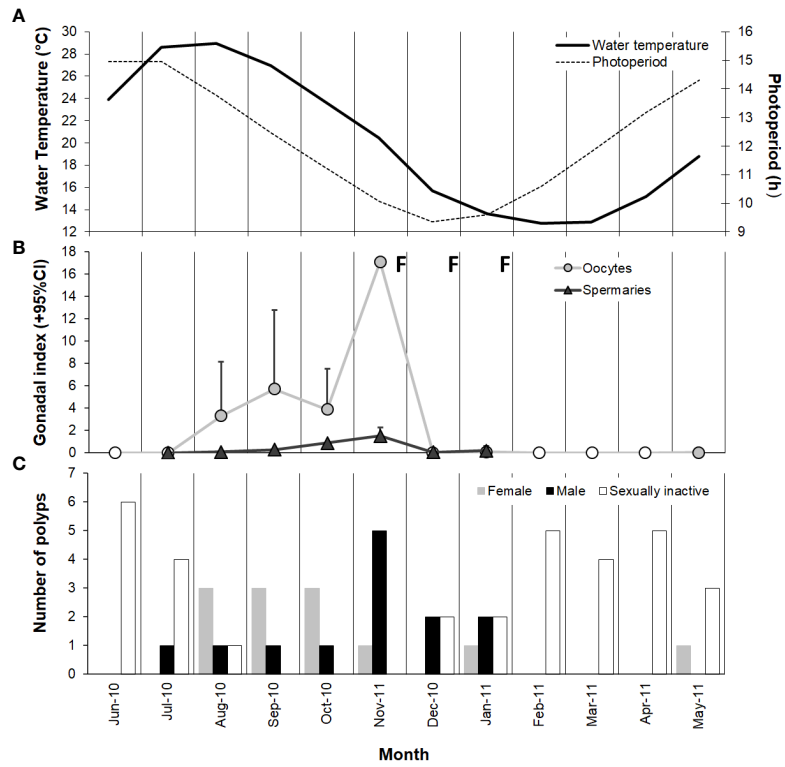 A
Water Temperature (°C)
30
28
26
24
22
20
18
16
14
12
Water temperature
Photoperiod
16
15
14
13
12
11
10
9
Photoperiod (h)
B
Gonadal index (+95%CI)
18
16
14
12
10
8
6
4
2
0
F
F
F
Oocytes
Spermaries
C
Number of polyps
7
6
5
4
3
2
1
0
Female
Male
Sexually inactive
Jun-10
Jul-10
Aug-10
Sep-10
Oct-10
Nov-11
Dec-10
Jan-11
Feb-11
Mar-11
Apr-11
May-11
Month